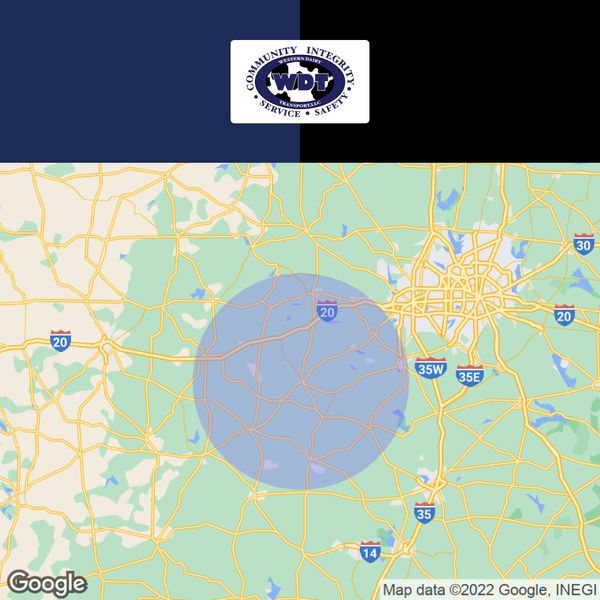 COMMUNITY INTEGRITY
WESTERN DAIRY
WDT
TRANSPORT, LLC
• SERVICE • SAFETY •
30
20
20
20
35W
35E
35
14
Google
Map data ©2022 Google, INEGI